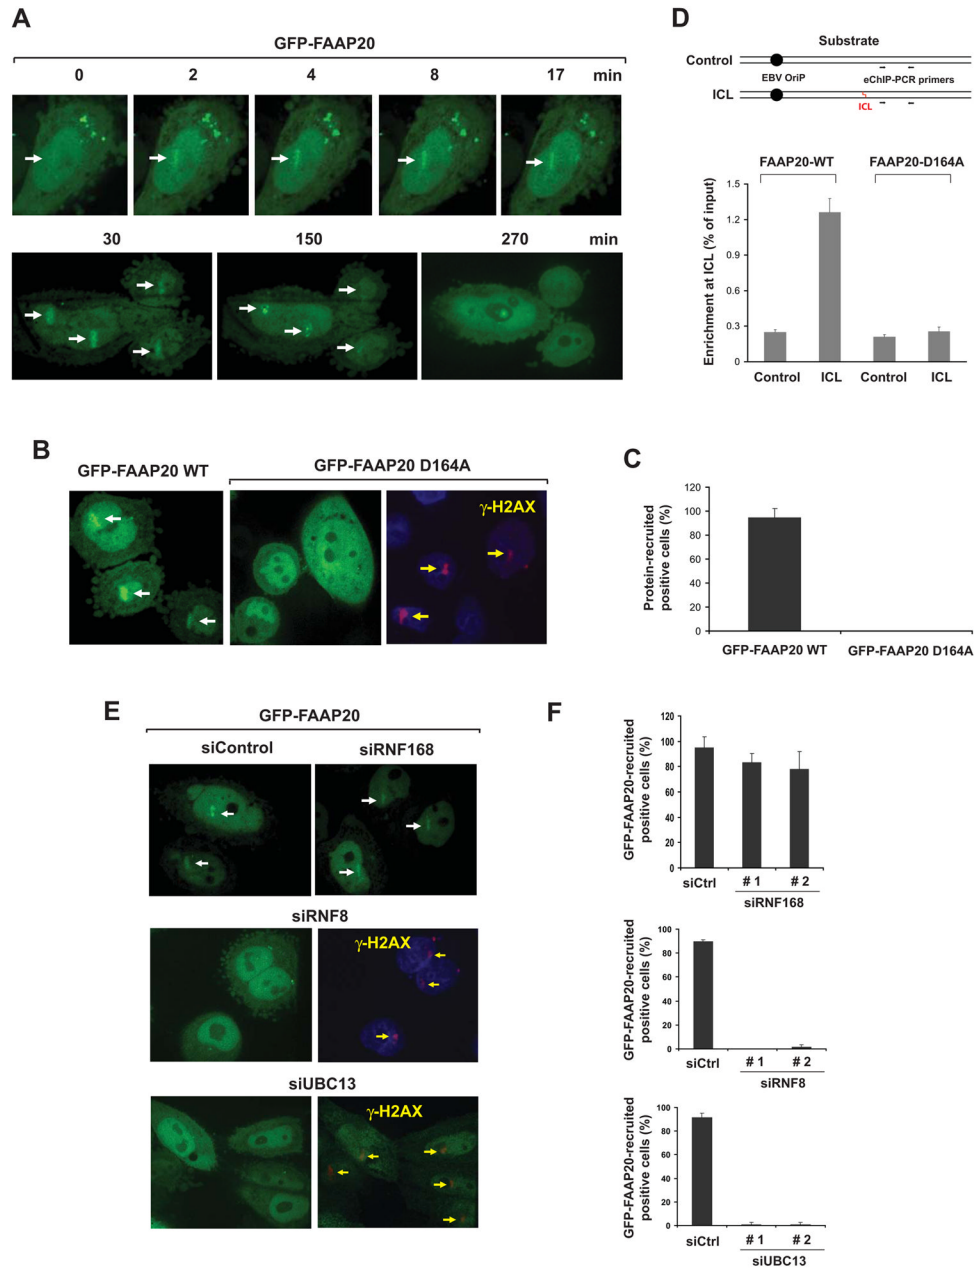 A
GFP-FAAP20
0 2 4 8 17 min
30 150 270 min
D
Substrate
Control
EBV OriP eChIP-PCR primers
ICL
ICL
FAAP20-WT FAAP20-D164A
Enrichment at ICL (% of input)
1.5
1.2
0.9
0.6
0.3
0
Control ICL Control ICL
B
GFP-FAAP20 WT
GFP-FAAP20 D164A
γ-H2AX
C
Protein-recruited
positive cells (%)
120
100
80
60
40
20
0
GFP-FAAP20 WT GFP-FAAP20 D164A
E
GFP-FAAP20
siControl siRNF168
siRNF8
γ-H2AX
siUBC13
γ-H2AX
F
GFP-FAAP20-recruited
positive cells (%)
120
100
80
60
40
20
0
siCtrl # 1 # 2
siRNF168
GFP-FAAP20-recruited
positive cells (%)
100
80
60
40
20
0
siCtrl # 1 # 2
siRNF8
GFP-FAAP20-recruited
positive cells (%)
100
80
60
40
20
0
siCtrl # 1 # 2
siUBC13